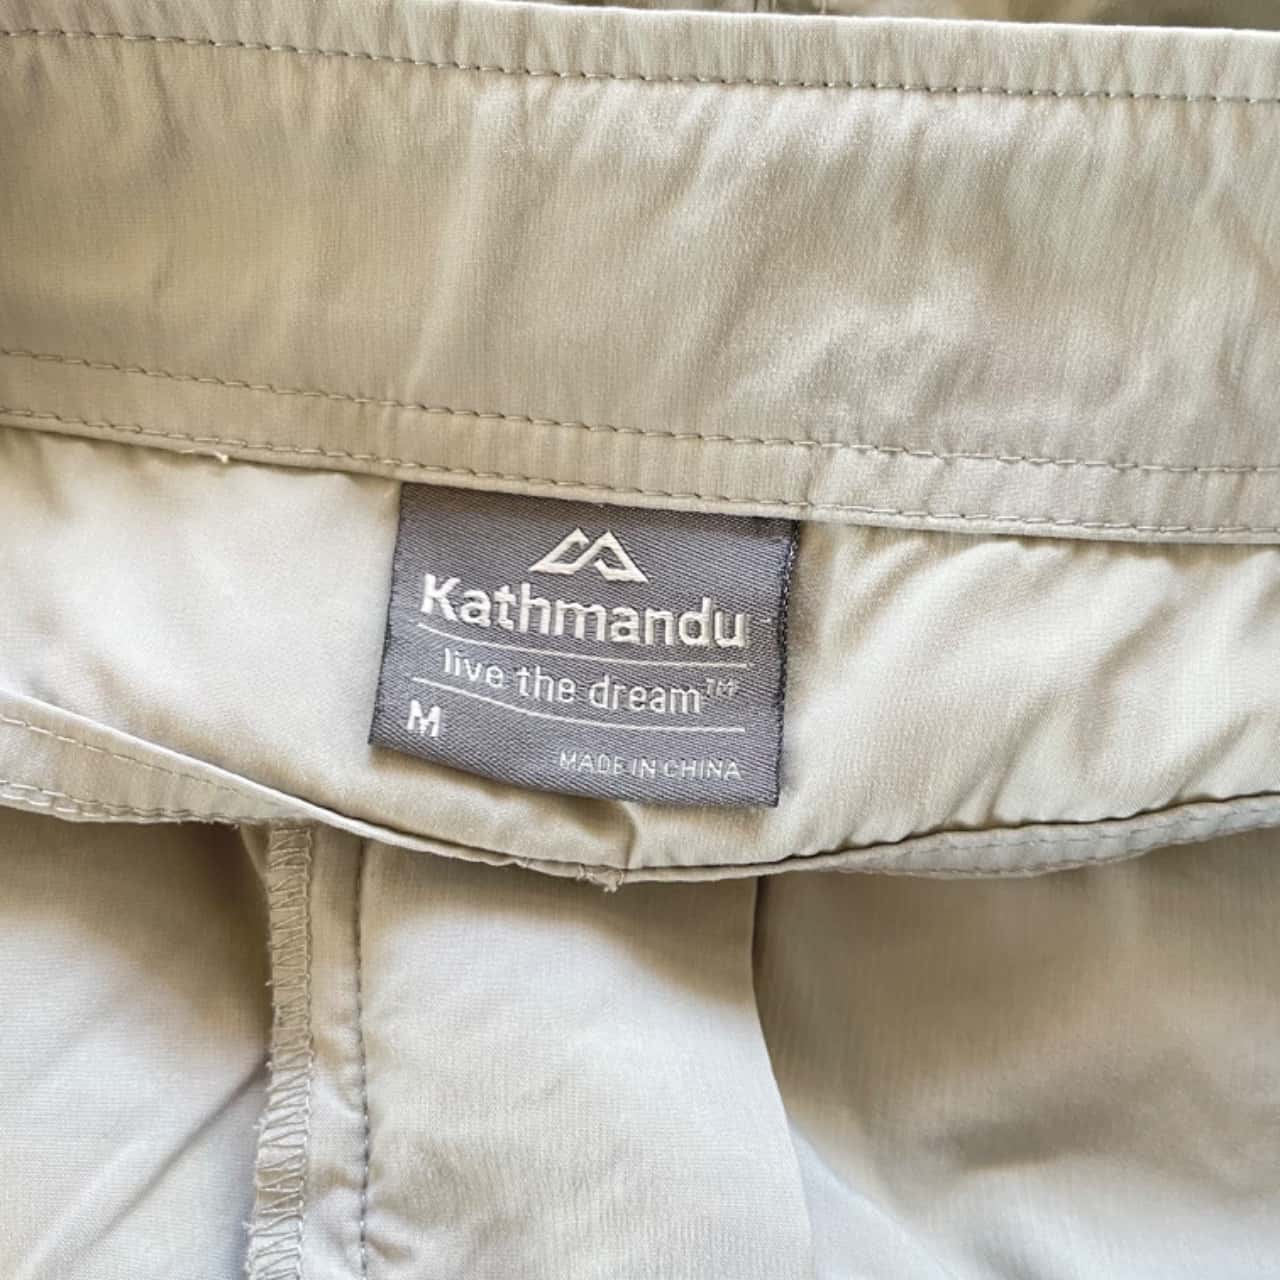 Kathmandu
live the dream™
M
MADE IN CHINA